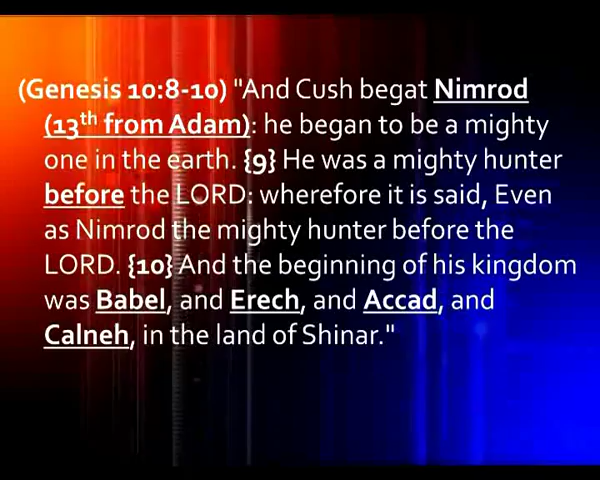 (Genesis 10:8-10) "And Cush begat Nimrod
(13th from Adam): he began to be a mighty
one in the earth. {9} He was a mighty hunter
before the LORD: wherefore it is said, Even
as Nimrod the mighty hunter before the
LORD. {10} And the beginning of his kingdom
was Babel, and Erech, and Accad, and
Calneh, in the land of Shinar."